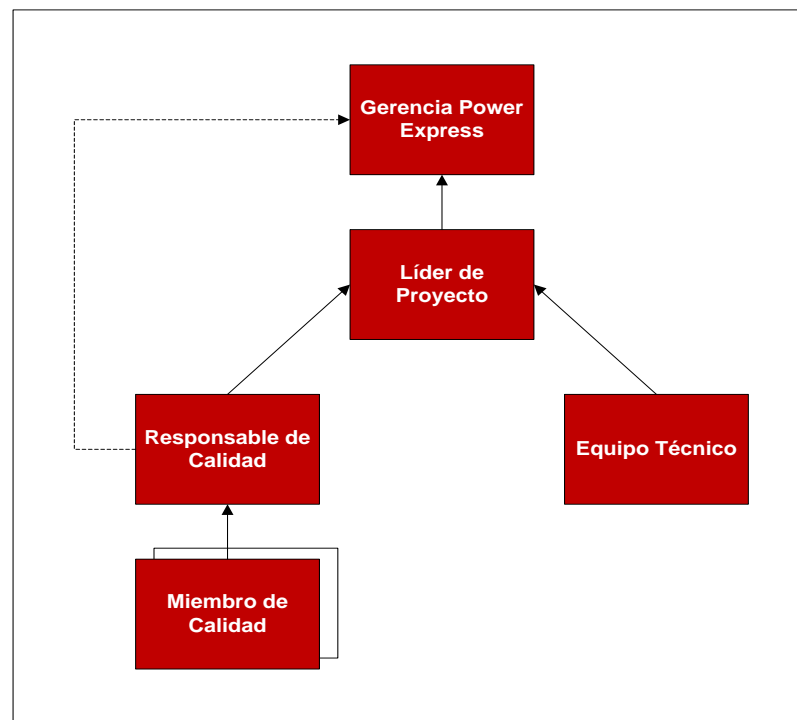 Gerencia Power
Express
Líder de
Proyecto
Responsable de
Calidad
Equipo Técnico
Miembro de
Calidad